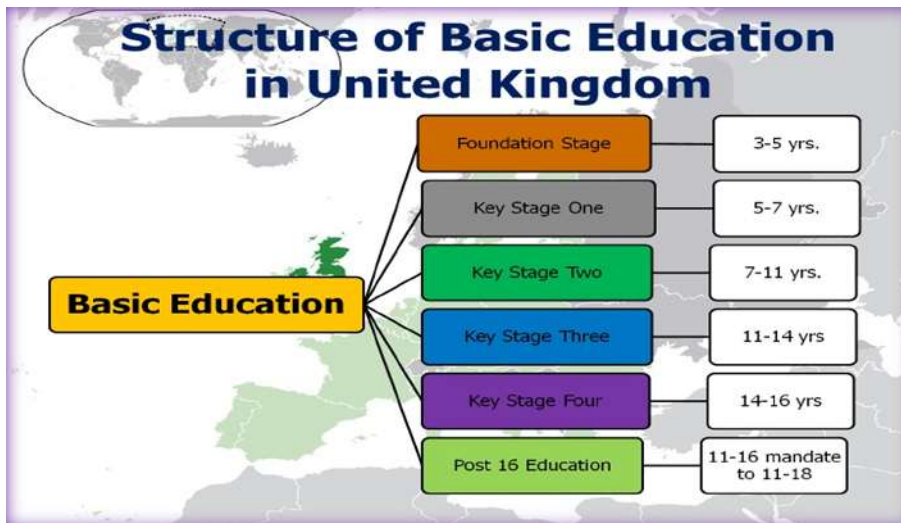 Structure of Basic Education
in United Kingdom
Basic Education
Foundation Stage
3-5 yrs.
Key Stage One
5-7 yrs.
Key Stage Two
7-11 yrs.
Key Stage Three
11-14 yrs
Key Stage Four
14-16 yrs
Post 16 Education
11-16 mandate
to 11-18